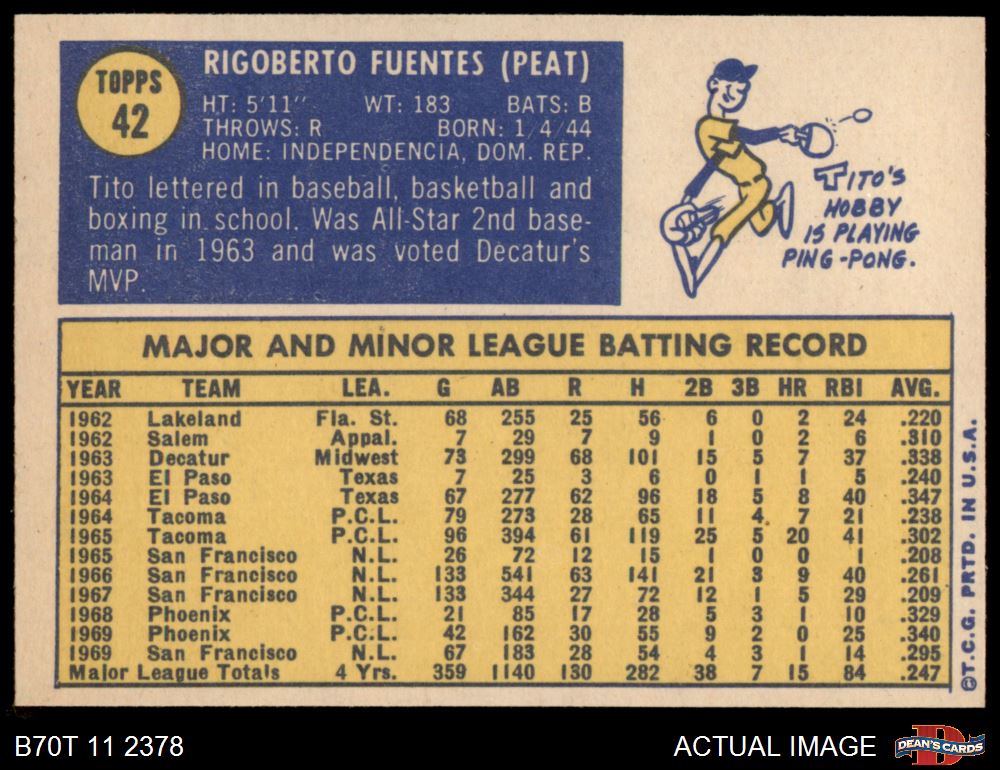 TOPPS
42
RIGOBERTO FUENTES (PEAT)
HT: 5'11" WT: 183 BATS: B
THROWS: R BORN: 1/4/44
HOME: INDEPENDENCIA, DOM. REP.
Tito lettered in baseball, basketball and
boxing in school. Was All-Star 2nd base-
man in 1963 and was voted Decatur's
MVP.
TITO'S
HOBBY
IS PLAYING
PING-PONG.
MAJOR AND MINOR LEAGUE BATTING RECORD
YEAR TEAM LEA. G AB R H 2B 3B HR RBI AVG.
1962 Lakeland Fla. St. 68 255 25 56 6 0 2 24 .220
1962 Salem Appal. 7 29 7 9 1 0 2 6 .310
1963 Decatur Midwest 73 299 68 101 15 5 7 37 .338
1963 El Paso Texas 7 25 3 6 0 1 1 5 .240
1964 El Paso Texas 67 277 62 96 18 5 8 40 .347
1964 Tacoma P.C.L. 79 273 28 65 11 4 7 21 .238
1965 Tacoma P.C.L. 96 394 61 119 25 5 20 41 .302
1965 San Francisco N.L. 26 72 12 15 1 0 0 1 .208
1966 San Francisco N.L. 133 541 63 141 21 3 9 40 .261
1967 San Francisco N.L. 133 344 27 72 12 1 5 29 .209
1968 Phoenix P.C.L. 21 85 17 28 5 3 1 10 .329
1969 Phoenix P.C.L. 42 162 30 55 9 2 0 25 .340
1969 San Francisco N.L. 67 183 28 54 4 3 1 14 .295
Major League Totals 4 Yrs. 359 1140 130 282 38 7 15 84 .247
©T.C.G. PRTD. IN U.S.A.
B70T 11 2378
ACTUAL IMAGE
DEAN'S CARDS